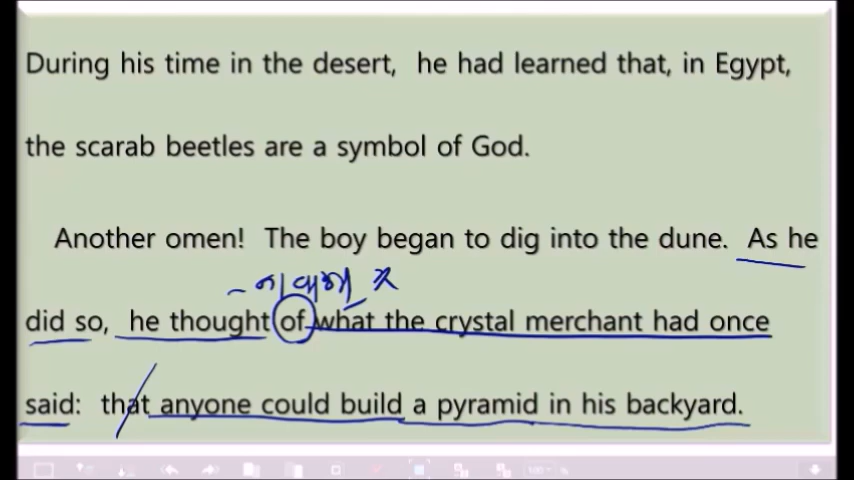 During his time in the desert, he had learned that, in Egypt,
the scarab beetles are a symbol of God.
Another omen! The boy began to dig into the dune. As he
did so, he thought of what the crystal merchant had once
said: that anyone could build a pyramid in his backyard.